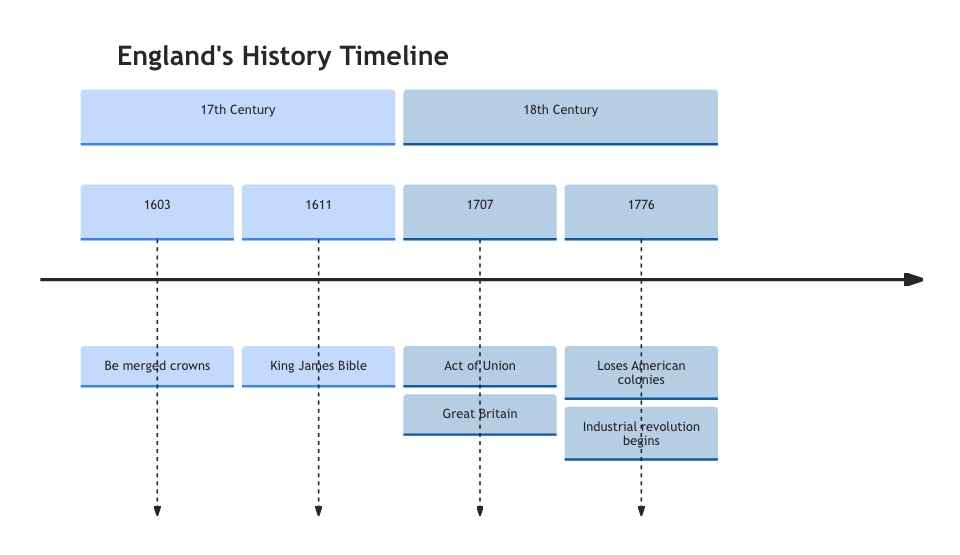 England's History Timeline
17th Century
18th Century
1603
1611
1707
1776
Be merged crowns
King James Bible
Act of Union
Great Britain
Loses American
colonies
Industrial revolution
begins